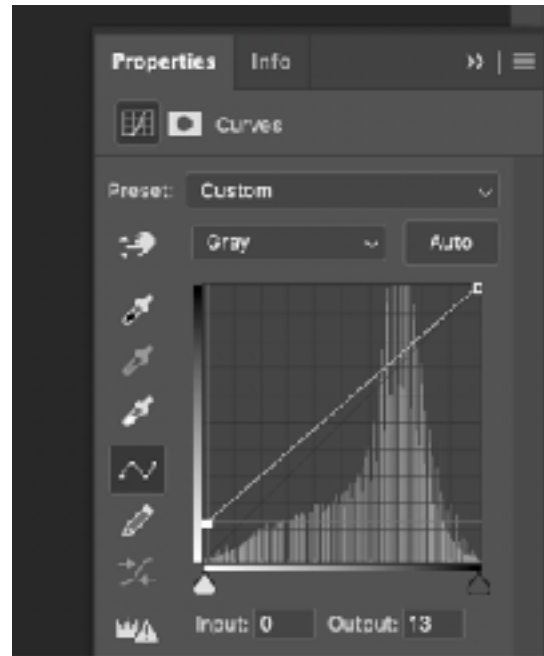 Properties Info
Curves
Preset: Custom
Gray Auto
Input: 0 Output: 13